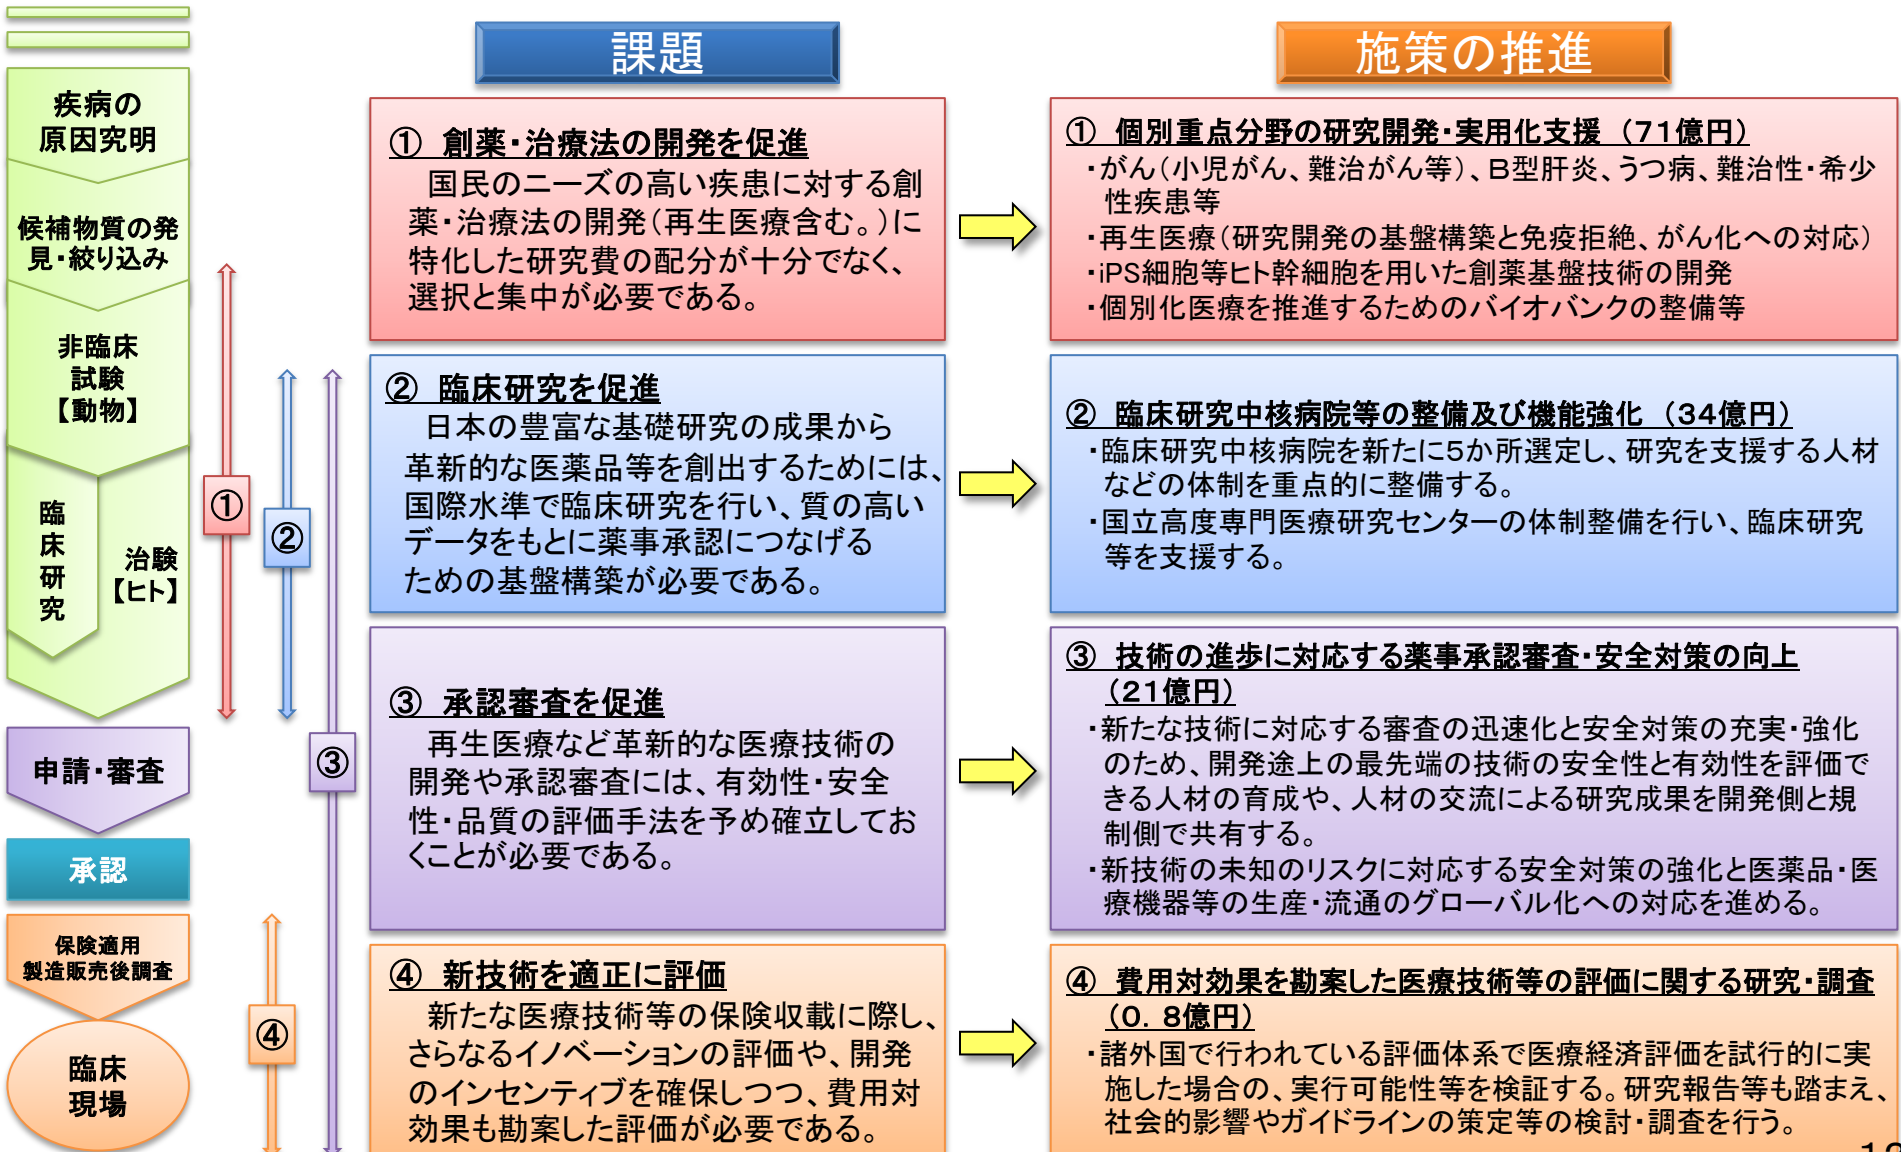 課題
施策の推進
疾病の
原因究明
候補物質の発
見・絞り込み
非臨床
試験
【動物】
臨
床
研
究
治験
【ヒト】
申請・審査
承認
保険適用
製造販売後調査
臨床
現場
①
②
③
④
① 創薬・治療法の開発を促進
国民のニーズの高い疾患に対する創
薬・治療法の開発（再生医療含む。）に
特化した研究費の配分が十分でなく、
選択と集中が必要である。
① 個別重点分野の研究開発・実用化支援 （７１億円）
・がん（小児がん、難治がん等）、Ｂ型肝炎、うつ病、難治性・希少
性疾患等
・再生医療（研究開発の基盤構築と免疫拒絶、がん化への対応）
・iPS細胞等ヒト幹細胞を用いた創薬基盤技術の開発
・個別化医療を推進するためのバイオバンクの整備等
② 臨床研究を促進
日本の豊富な基礎研究の成果から
革新的な医薬品等を創出するためには、
国際水準で臨床研究を行い、質の高い
データをもとに薬事承認につなげる
ための基盤構築が必要である。
② 臨床研究中核病院等の整備及び機能強化 （３４億円）
・臨床研究中核病院を新たに５か所選定し、研究を支援する人材
などの体制を重点的に整備する。
・国立高度専門医療研究センターの体制整備を行い、臨床研究
等を支援する。
③ 承認審査を促進
再生医療など革新的な医療技術の
開発や承認審査には、有効性・安全
性・品質の評価手法を予め確立してお
くことが必要である。
③ 技術の進歩に対応する薬事承認審査・安全対策の向上
（２１億円）
・新たな技術に対応する審査の迅速化と安全対策の充実・強化
のため、開発途上の最先端の技術の安全性と有効性を評価で
きる人材の育成や、人材の交流による研究成果を開発側と規
制側で共有する。
・新技術の未知のリスクに対応する安全対策の強化と医薬品・医
療機器等の生産・流通のグローバル化への対応を進める。
④ 新技術を適正に評価
新たな医療技術等の保険収載に際し、
さらなるイノベーションの評価や、開発
のインセンティブを確保しつつ、費用対
効果も勘案した評価が必要である。
④ 費用対効果を勘案した医療技術等の評価に関する研究・調査
（０．８億円）
・諸外国で行われている評価体系で医療経済評価を試行的に実
施した場合の、実行可能性等を検証する。研究報告等も踏まえ、
社会的影響やガイドラインの策定等の検討・調査を行う。